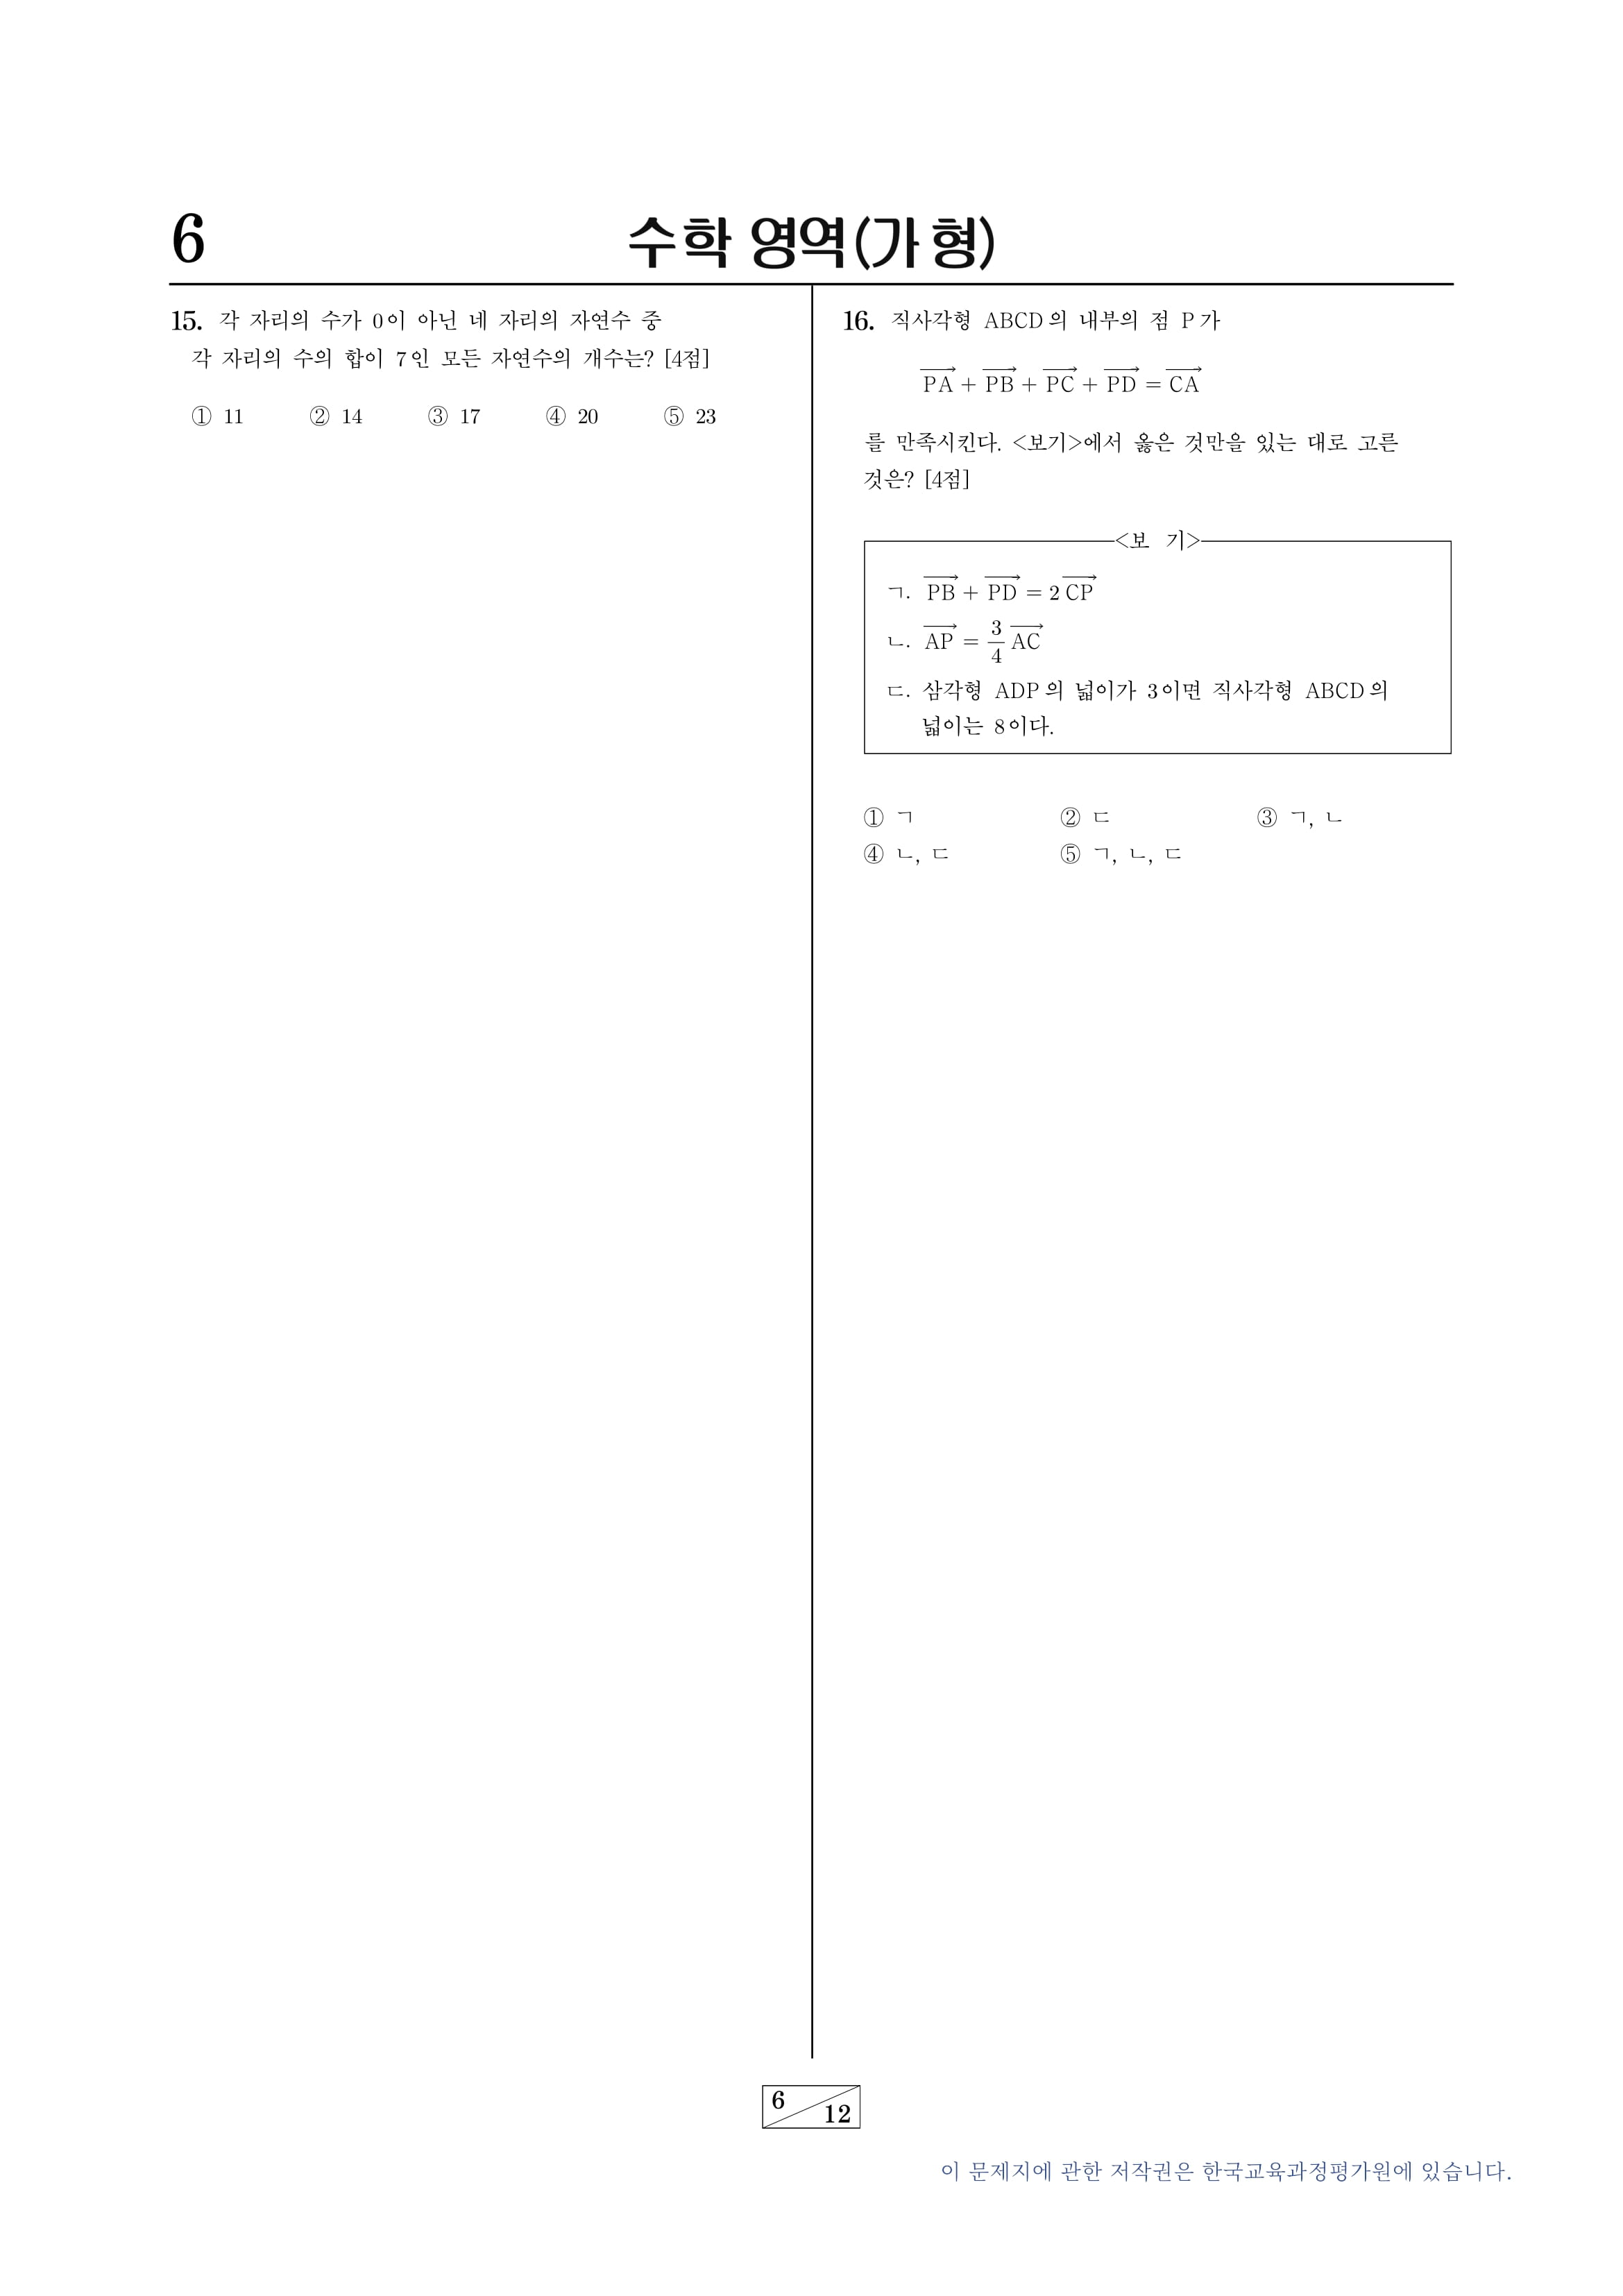 6
수학 영역(가 형)
15. 각 자리의 수가 0이 아닌 네 자리의 자연수 중
각 자리의 수의 합이 7인 모든 자연수의 개수는? [4점]
① 11 ② 14 ③ 17 ④ 20 ⑤ 23
16. 직사각형 ABCD의 내부의 점 P가
$\overrightarrow{PA} + \overrightarrow{PB} + \overrightarrow{PC} + \overrightarrow{PD} = \overrightarrow{CA}$
를 만족시킨다. <보기>에서 옳은 것만을 있는 대로 고른
것은? [4점]
<보 기>
ㄱ. $\overrightarrow{PB} + \overrightarrow{PD} = 2\overrightarrow{CP}$
ㄴ. $\overrightarrow{AP} = \frac{3}{4}\overrightarrow{AC}$
ㄷ. 삼각형 ADP의 넓이가 3이면 직사각형 ABCD의
넓이는 8이다.
① ㄱ ② ㄷ ③ ㄱ, ㄴ
④ ㄴ, ㄷ ⑤ ㄱ, ㄴ, ㄷ
6 / 12
이 문제지에 관한 저작권은 한국교육과정평가원에 있습니다.